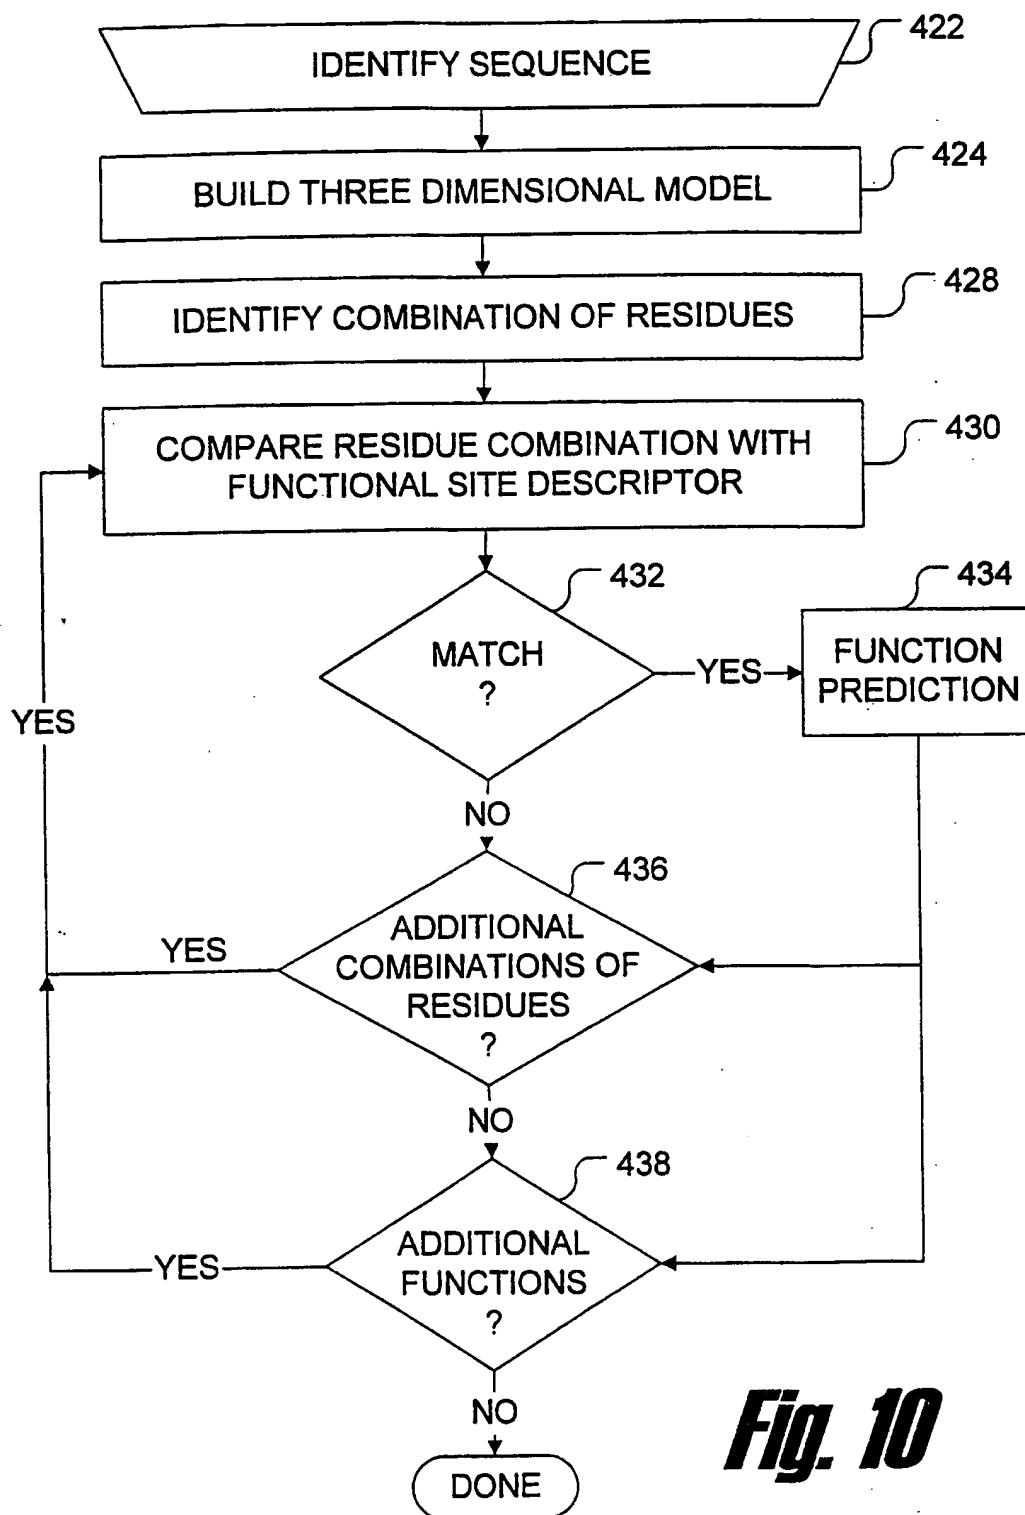 422
IDENTIFY SEQUENCE
424
BUILD THREE DIMENSIONAL MODEL
428
IDENTIFY COMBINATION OF RESIDUES
430
COMPARE RESIDUE COMBINATION WITH
FUNCTIONAL SITE DESCRIPTOR
432
434
MATCH
?
YES
FUNCTION
PREDICTION
YES
NO
436
ADDITIONAL
COMBINATIONS OF
RESIDUES
?
YES
NO
438
ADDITIONAL
FUNCTIONS
?
YES
NO
DONE
Fig. 10